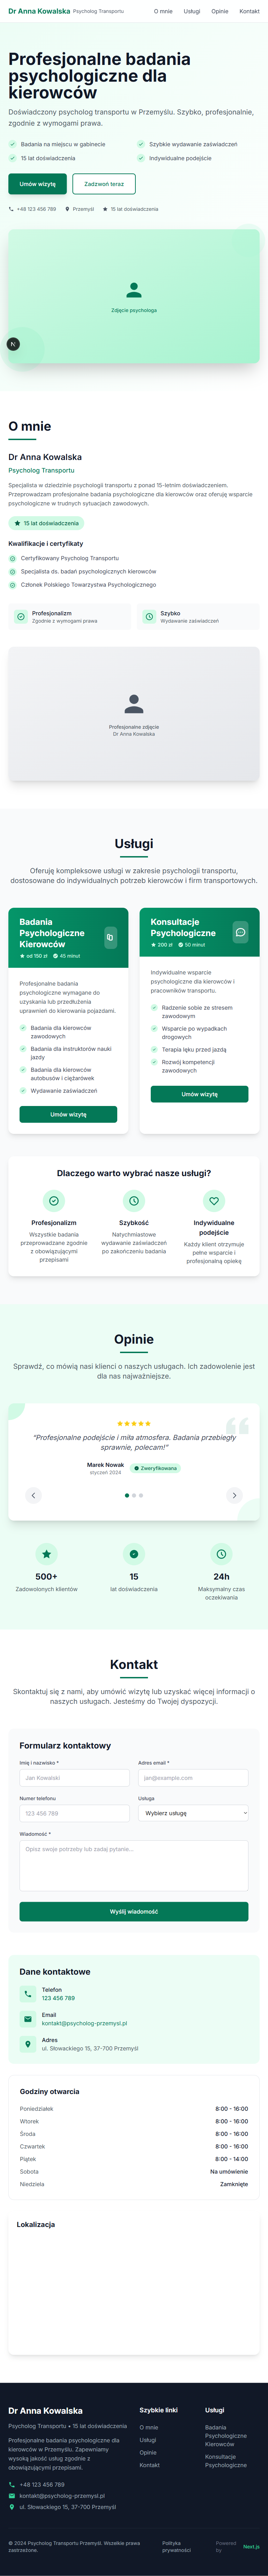 Dr Anna Kowalska Psycholog Transportu
O mnie Usługi Opinie Kontakt
Profesjonalne badania
psychologiczne dla
kierowców
Doświadczony psycholog transportu w Przemyślu. Szybko, profesjonalnie,
zgodnie z wymogami prawa.
Badania na miejscu w gabinecie
Szybkie wydawanie zaświadczeń
15 lat doświadczenia
Indywidualne podejście
Umów wizytę
Zadzwoń teraz
+48 123 456 789 Przemyśl 15 lat doświadczenia
Zdjęcie psychologa
N
O mnie
Dr Anna Kowalska
Psycholog Transportu
Specjalista w dziedzinie psychologii transportu z ponad 15-letnim doświadczeniem.
Przeprowadzam profesjonalne badania psychologiczne dla kierowców oraz oferuję wsparcie
psychologiczne w trudnych sytuacjach zawodowych.
15 lat doświadczenia
Kwalifikacje i certyfikaty
Certyfikowany Psycholog Transportu
Specjalista ds. badań psychologicznych kierowców
Członek Polskiego Towarzystwa Psychologicznego
Profesjonalizm
Zgodnie z wymogami prawa
Szybko
Wydawanie zaświadczeń
Profesjonalne zdjęcie
Dr Anna Kowalska
Usługi
Oferuję kompleksowe usługi w zakresie psychologii transportu,
dostosowane do indywidualnych potrzeb kierowców i firm transportowych.
Badania
Psychologiczne
Kierowców
od 150 zł 45 minut
Profesjonalne badania
psychologiczne wymagane do
uzyskania lub przedłużenia
uprawnień do kierowania pojazdami.
Badania dla kierowców
zawodowych
Badania dla instruktorów nauki
jazdy
Badania dla kierowców
autobusów i ciężarówek
Wydawanie zaświadczeń
Umów wizytę
Konsultacje
Psychologiczne
200 zł 50 minut
Indywidualne wsparcie
psychologiczne dla kierowców i
pracowników transportu.
Radzenie sobie ze stresem
zawodowym
Wsparcie po wypadkach
drogowych
Terapia lęku przed jazdą
Rozwój kompetencji
zawodowych
Umów wizytę
Dlaczego warto wybrać nasze usługi?
Profesjonalizm
Wszystkie badania
przeprowadzane zgodnie
z obowiązującymi
przepisami
Szybkość
Natychmiastowe
wydawanie zaświadczeń
po zakończeniu badania
Indywidualne
podejście
Każdy klient otrzymuje
pełne wsparcie i
profesjonalną opiekę
Opinie
Sprawdź, co mówią nasi klienci o naszych usługach. Ich zadowolenie jest
dla nas najważniejsze.
"Profesjonalne podejście i miła atmosfera. Badania przebiegły
sprawnie, polecam!"
Marek Nowak
styczeń 2024
Zweryfikowana
500+
Zadowolonych klientów
15
lat doświadczenia
24h
Maksymalny czas
oczekiwania
Kontakt
Skontaktuj się z nami, aby umówić wizytę lub uzyskać więcej informacji o
naszych usługach. Jesteśmy do Twojej dyspozycji.
Formularz kontaktowy
Imię i nazwisko *
Adres email *
Jan Kowalski
jan@example.com
Numer telefonu
Usługa
123 456 789
Wybierz usługę
Wiadomość *
Opisz swoje potrzeby lub zadaj pytanie...
Wyślij wiadomość
Dane kontaktowe
Telefon
123 456 789
Email
kontakt@psycholog-przemysl.pl
Adres
ul. Słowackiego 15, 37-700 Przemyśl
Godziny otwarcia
Poniedziałek 8:00 - 16:00
Wtorek 8:00 - 16:00
Środa 8:00 - 16:00
Czwartek 8:00 - 16:00
Piątek 8:00 - 14:00
Sobota Na umówienie
Niedziela Zamknięte
Lokalizacja
Dr Anna Kowalska
Psycholog Transportu • 15 lat doświadczenia
Profesjonalne badania psychologiczne dla
kierowców w Przemyślu. Zapewniamy
wysoką jakość usług zgodnie z
obowiązującymi przepisami.
+48 123 456 789
kontakt@psycholog-przemysl.pl
ul. Słowackiego 15, 37-700 Przemyśl
Szybkie linki
O mnie
Usługi
Opinie
Kontakt
Usługi
Badania
Psychologiczne
Kierowców
Konsultacje
Psychologiczne
© 2024 Psycholog Transportu Przemyśl. Wszelkie prawa
zastrzeżone.
Polityka
prywatności
Powered
by
Next.js